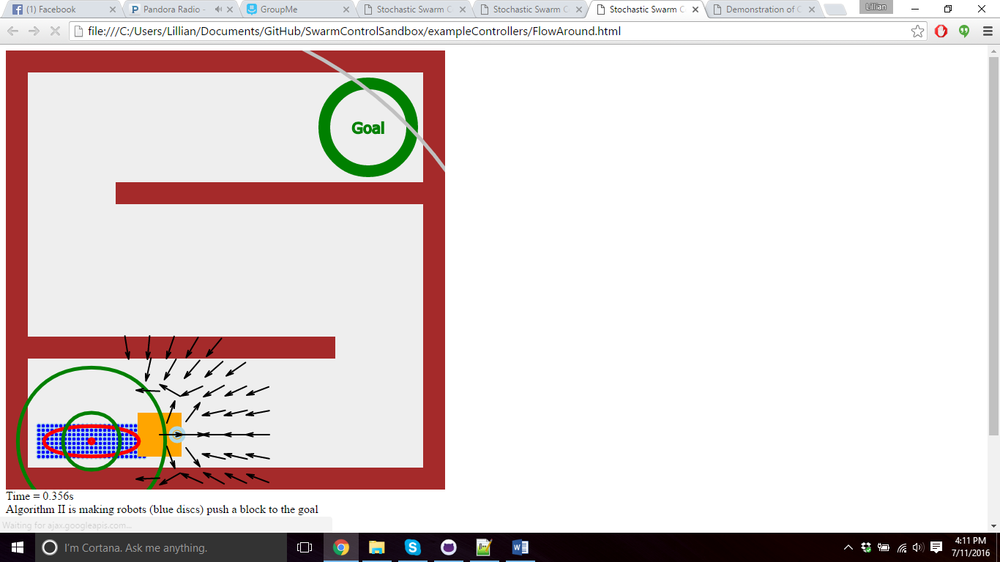 (1) Facebook
Pandora Radio -
GroupMe
Stochastic Swarm C
Stochastic Swarm C
Stochastic Swarm C
Demonstration of C
Lillian
file:///C:/Users/Lillian/Documents/GitHub/SwarmControlSandbox/exampleControllers/FlowAround.html
Goal
Time = 0.356s
Algorithm II is making robots (blue discs) push a block to the goal
Waiting for ajax.googleapis.com...
I'm Cortana. Ask me anything.
4:11 PM
7/11/2016